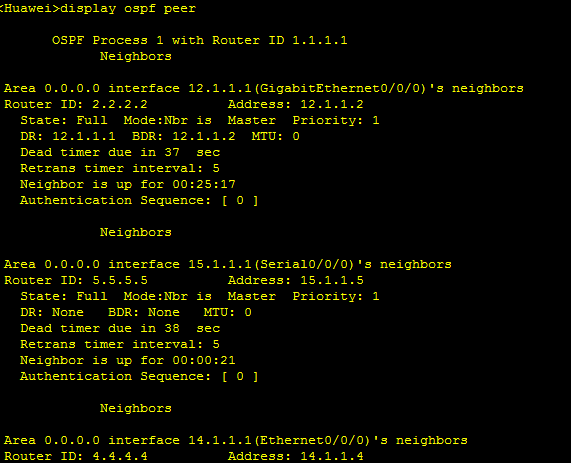 <Huawei>display ospf peer
OSPF Process 1 with Router ID 1.1.1.1
Neighbors
Area 0.0.0.0 interface 12.1.1.1(GigabitEthernet0/0/0)'s neighbors
Router ID: 2.2.2.2 Address: 12.1.1.2
State: Full Mode:Nbr is Master Priority: 1
DR: 12.1.1.1 BDR: 12.1.1.2 MTU: 0
Dead timer due in 37 sec
Retrans timer interval: 5
Neighbor is up for 00:25:17
Authentication Sequence: [ 0 ]
Neighbors
Area 0.0.0.0 interface 15.1.1.1(Serial0/0/0)'s neighbors
Router ID: 5.5.5.5 Address: 15.1.1.5
State: Full Mode:Nbr is Master Priority: 1
DR: None BDR: None MTU: 0
Dead timer due in 38 sec
Retrans timer interval: 5
Neighbor is up for 00:00:21
Authentication Sequence: [ 0 ]
Neighbors
Area 0.0.0.0 interface 14.1.1.1(Ethernet0/0/0)'s neighbors
Router ID: 4.4.4.4 Address: 14.1.1.4